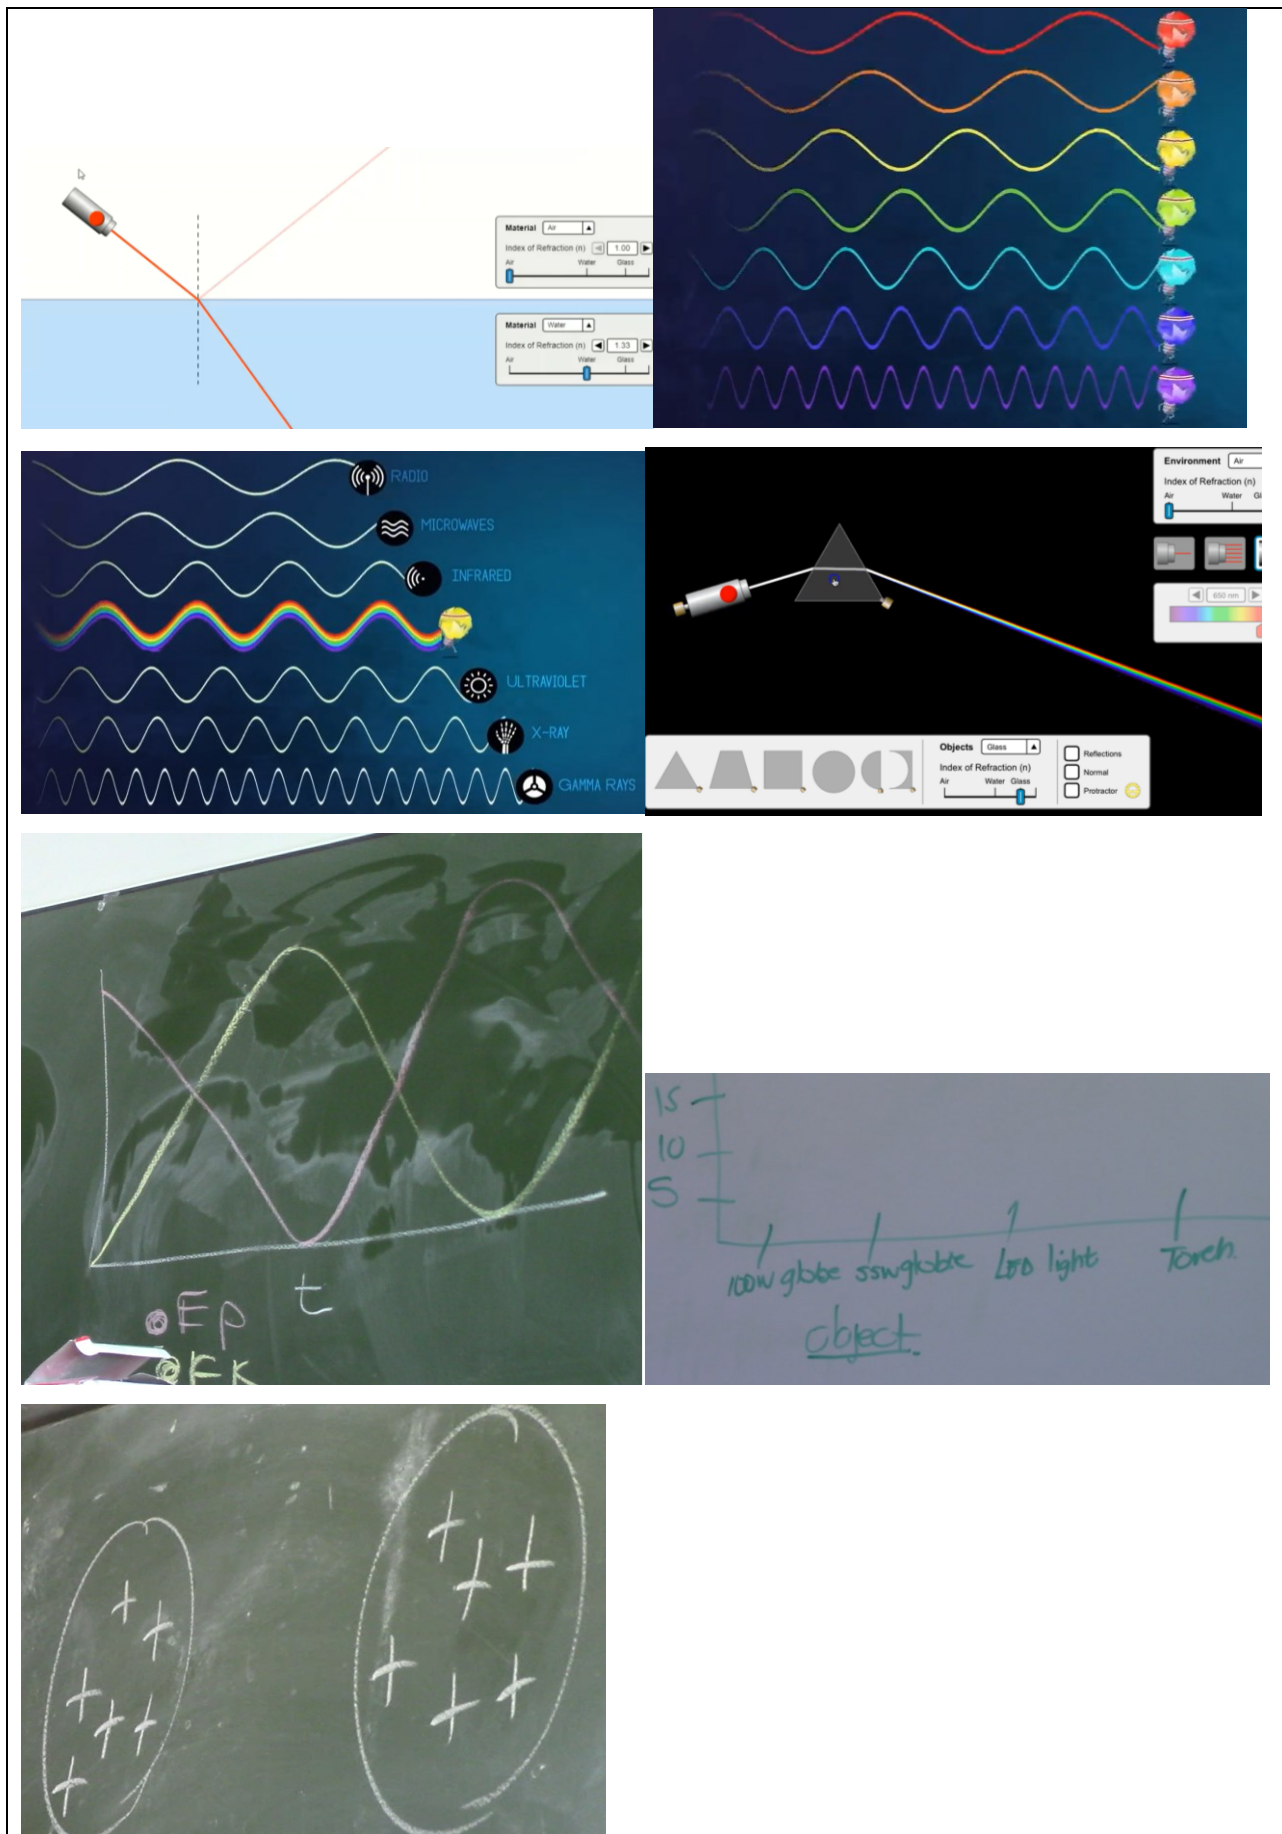 Material Air
Index of Refraction (n) 1.00
Air Water Glass
Material Water
Index of Refraction (n) 1.33
Air Water Glass
RADIO
MICROWAVES
INFRARED
ULTRAVIOLET
X-RAY
GAMMA RAYS
Environment Air
Index of Refraction (n)
Air Water
650 nm
Objects Glass
Index of Refraction (n)
Air Water Glass
Reflections
Normal
Protractor
t
Ep
EK
15
10
5
100W globe 55W globe LED light Torch
object